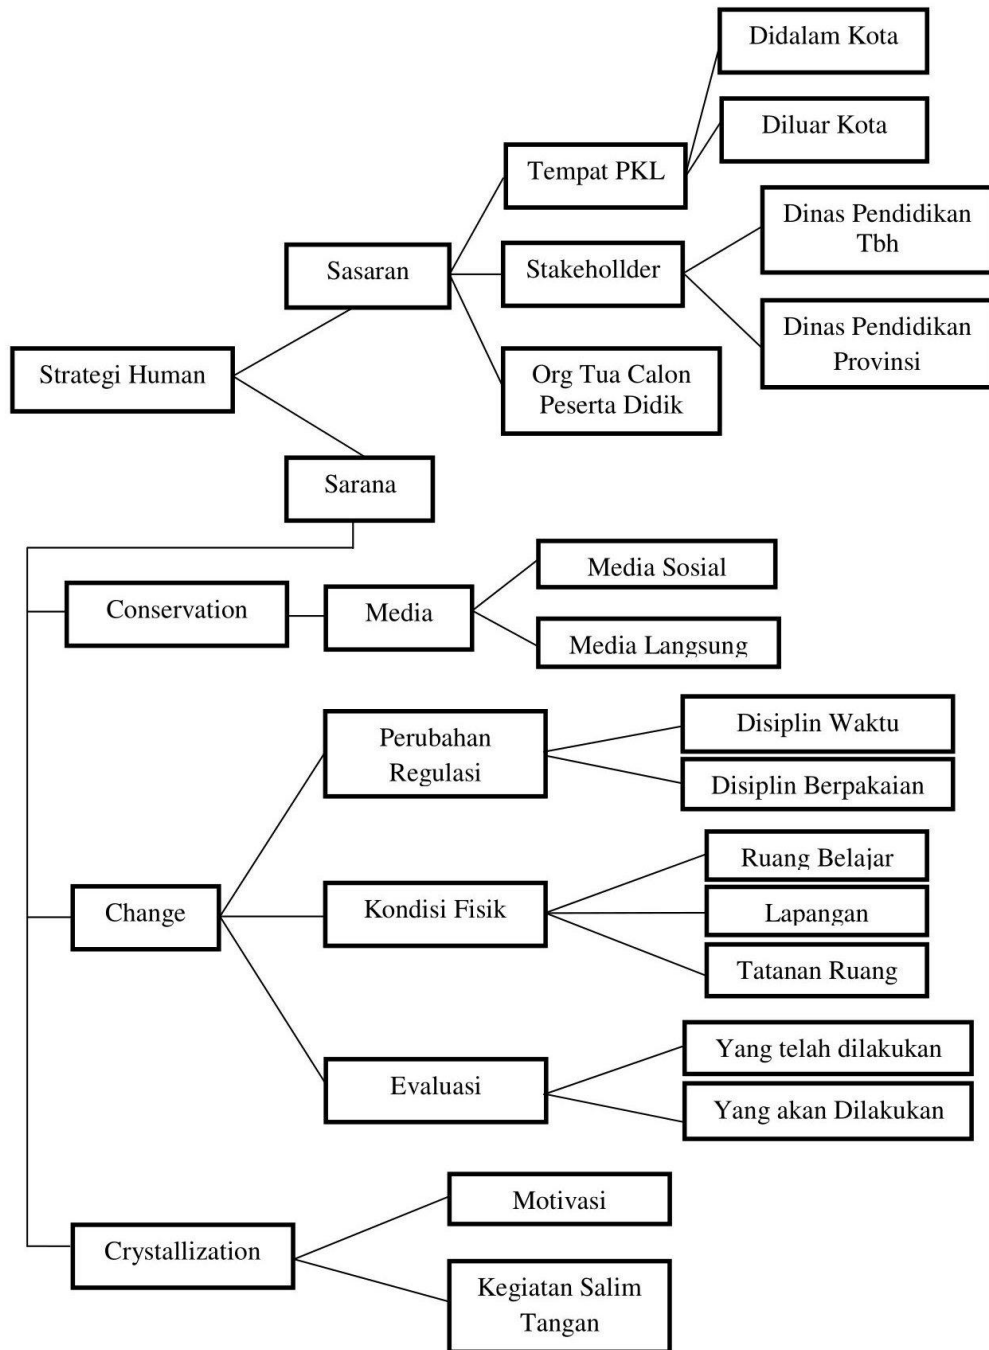 Didalam Kota
Diluar Kota
Tempat PKL
Dinas Pendidikan
Tbh
Sasaran
Stakehollder
Dinas Pendidikan
Provinsi
Strategi Human
Org Tua Calon
Peserta Didik
Sarana
Media Sosial
Conservation
Media
Media Langsung
Perubahan
Regulasi
Disiplin Waktu
Disiplin Berpakaian
Ruang Belajar
Change
Kondisi Fisik
Lapangan
Tatanan Ruang
Evaluasi
Yang telah dilakukan
Yang akan Dilakukan
Motivasi
Crystallization
Kegiatan Salim
Tangan